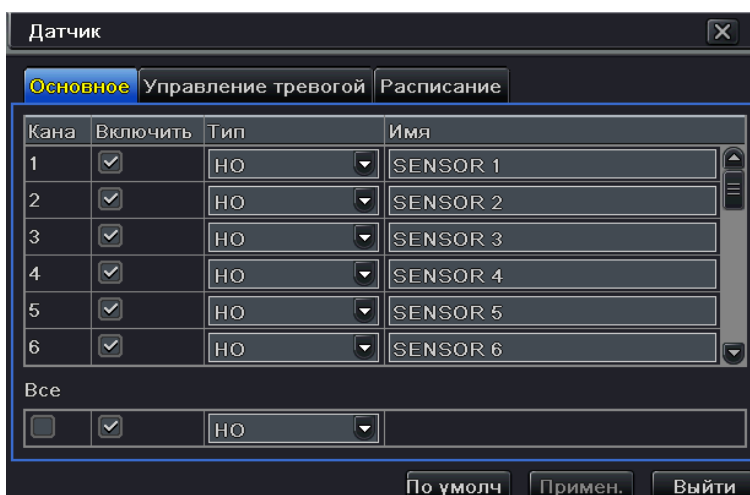 Датчик
Основное Управление тревогой Расписание
Кана Включить Тип Имя
1 НО SENSOR 1
2 НО SENSOR 2
3 НО SENSOR 3
4 НО SENSOR 4
5 НО SENSOR 5
6 НО SENSOR 6
Все
НО
По умолч Примен. Выйти